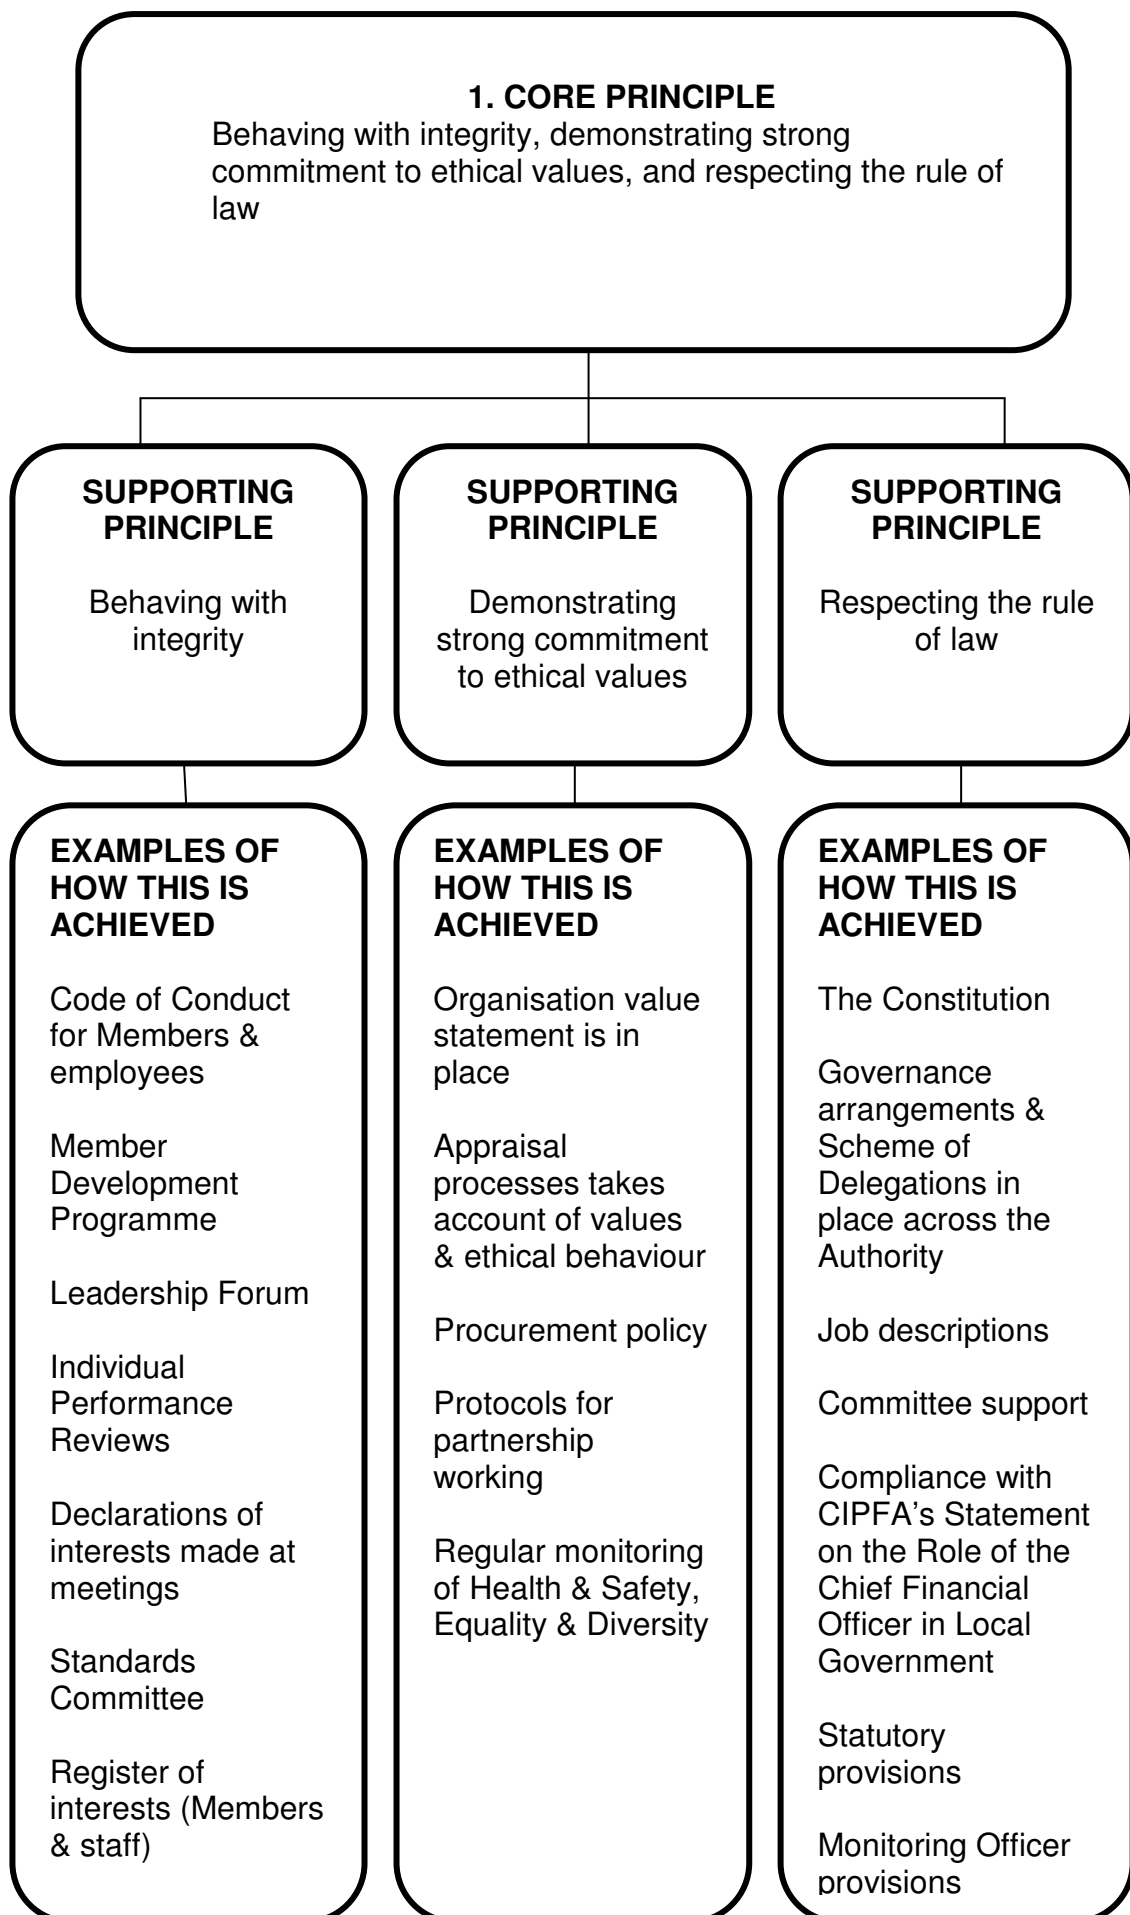 1. CORE PRINCIPLE
Behaving with integrity, demonstrating strong
commitment to ethical values, and respecting the rule of
law
SUPPORTING
PRINCIPLE
Behaving with
integrity
SUPPORTING
PRINCIPLE
Demonstrating
strong commitment
to ethical values
SUPPORTING
PRINCIPLE
Respecting the rule
of law
EXAMPLES OF
HOW THIS IS
ACHIEVED
Code of Conduct
for Members &
employees
Member
Development
Programme
Leadership Forum
Individual
Performance
Reviews
Declarations of
interests made at
meetings
Standards
Committee
Register of
interests (Members
& staff)
EXAMPLES OF
HOW THIS IS
ACHIEVED
Organisation value
statement is in
place
Appraisal
processes takes
account of values
& ethical behaviour
Procurement policy
Protocols for
partnership
working
Regular monitoring
of Health & Safety,
Equality & Diversity
EXAMPLES OF
HOW THIS IS
ACHIEVED
The Constitution
Governance
arrangements &
Scheme of
Delegations in
place across the
Authority
Job descriptions
Committee support
Compliance with
CIPFA's Statement
on the Role of the
Chief Financial
Officer in Local
Government
Statutory
provisions
Monitoring Officer
provisions